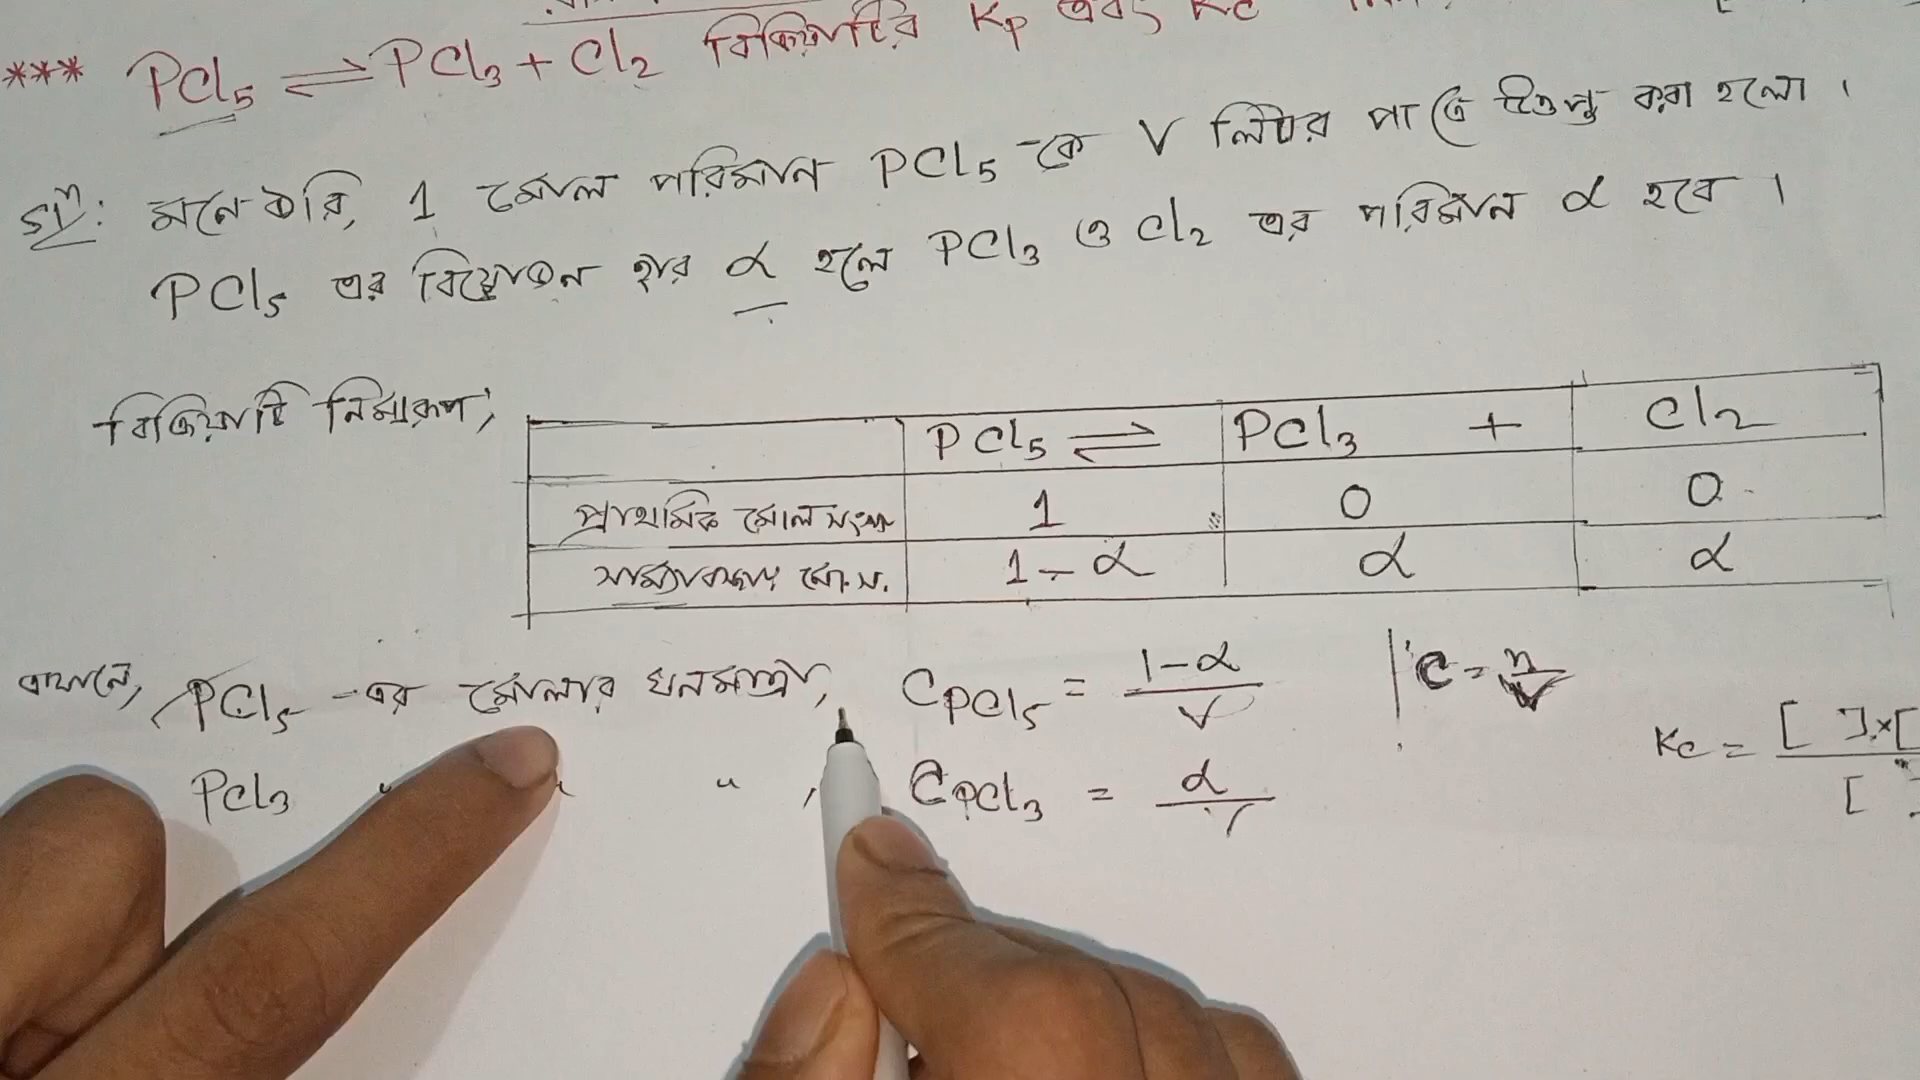 *** PCl₅ ⇌ PCl₃ + Cl₂ বিক্রিয়াটির Kp এবং Kc
মনে করি, 1 মোল পরিমান PCl₅ -কে V লিটার পাত্রে উত্তপ্ত করা হলো ।
PCl₅ এর বিয়োজন হার α হলে PCl₃ ও Cl₂ এর পরিমান α হবে ।
বিক্রিয়াটি নিম্নরূপ,
PCl₅ ⇌ PCl₃ + Cl₂
প্রাথমিক মোল সংখ্যা 1 0 0
সাম্যাবস্থায় মো.স. 1-α α α
এখানে, PCl₅ -এর মোলার ঘনমাত্রা, C_PCl₅ = (1-α)/V | C = n/V
PCl₃ " " " , C_PCl₃ = α/V
Kc = [ ]×[ / [ ]